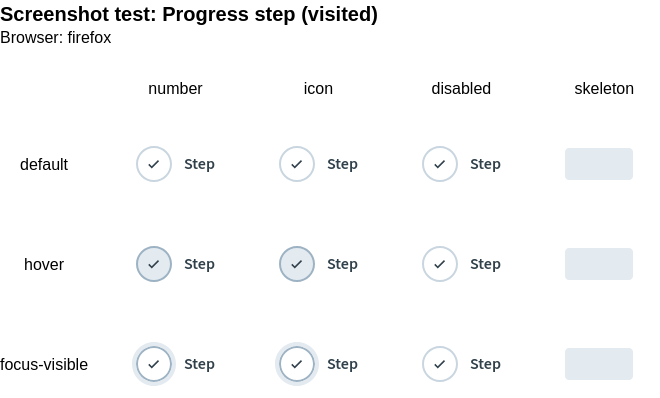 Screenshot test: Progress step (visited)
Browser: firefox
number icon disabled skeleton
default Step Step Step
hover Step Step Step
focus-visible Step Step Step